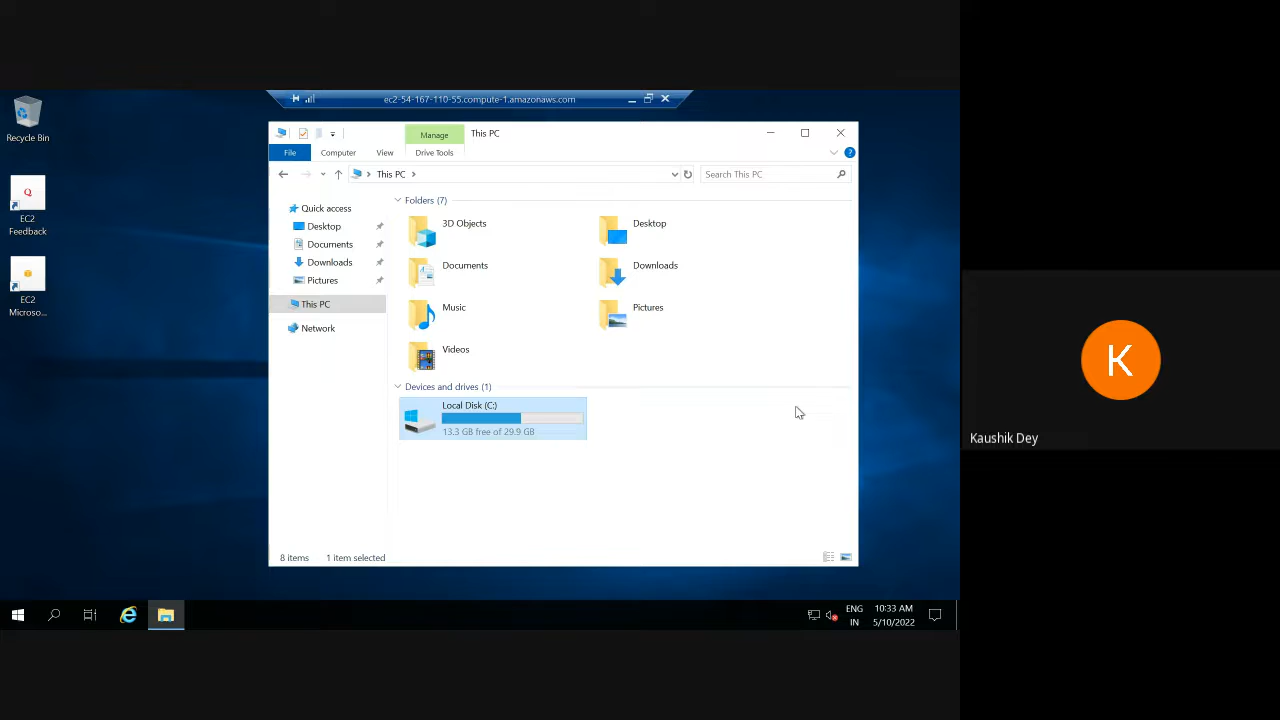 ec2-54-167-110-55.compute-1.amazonaws.com
Recycle Bin
EC2
Feedback
EC2
Microso...
Manage
This PC
File
Computer
View
Drive Tools
This PC
Search This PC
Quick access
Desktop
Documents
Downloads
Pictures
This PC
Network
Folders (7)
3D Objects
Desktop
Documents
Downloads
Music
Pictures
Videos
Devices and drives (1)
Local Disk (C:)
13.3 GB free of 29.9 GB
8 items
1 item selected
ENG
IN
10:33 AM
5/10/2022
K
Kaushik Dey